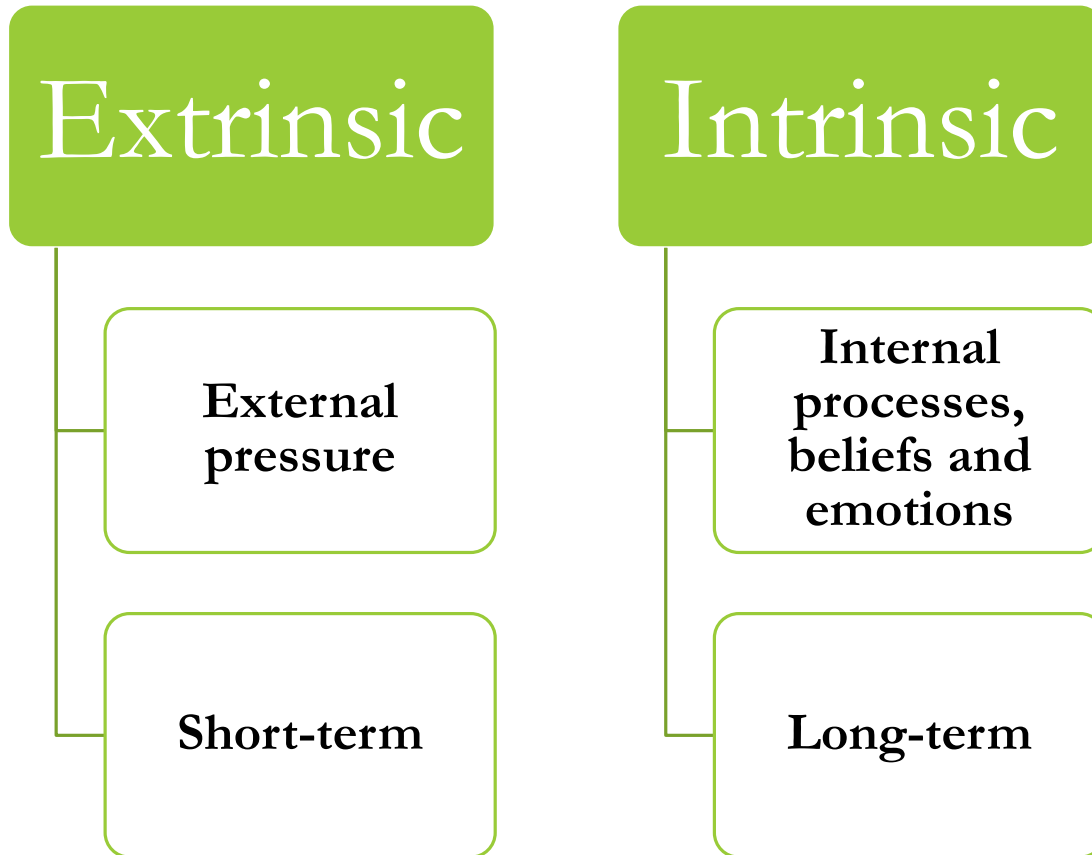 Extrinsic
External
pressure
Short-term
Intrinsic
Internal
processes,
beliefs and
emotions
Long-term